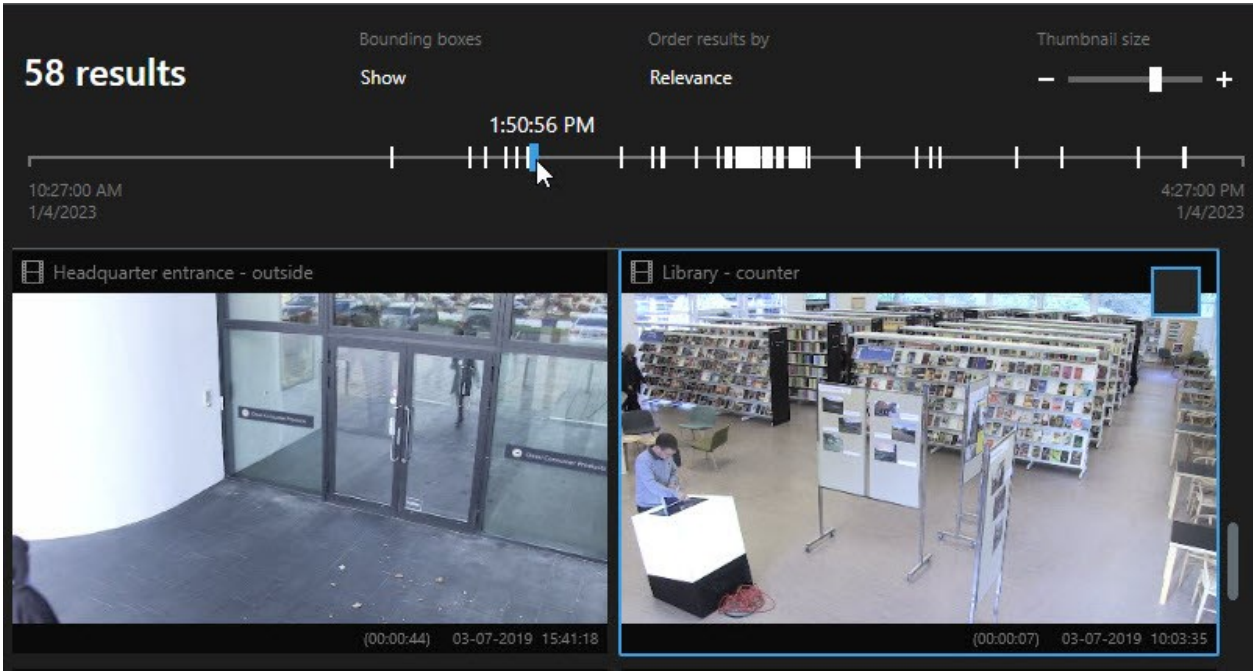 58 results
Bounding boxes
Show
Order results by
Relevance
Thumbnail size
− +
1:50:56 PM
10:27:00 AM
1/4/2023
4:27:00 PM
1/4/2023
Headquarter entrance - outside
Library - counter
Consumer Products
(00:00:44) 03-07-2019 15:41:18
(00:00:07) 03-07-2019 10:03:35